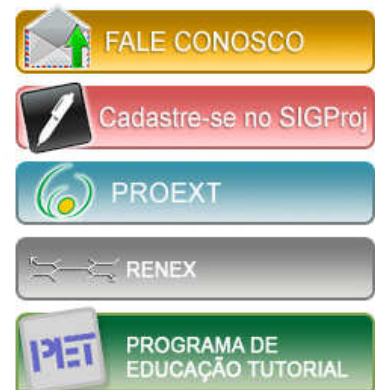 FALE CONOSCO
Cadastre-se no SIGProj
PROEXT
RENEX
PET
PROGRAMA DE
EDUCAÇÃO TUTORIAL